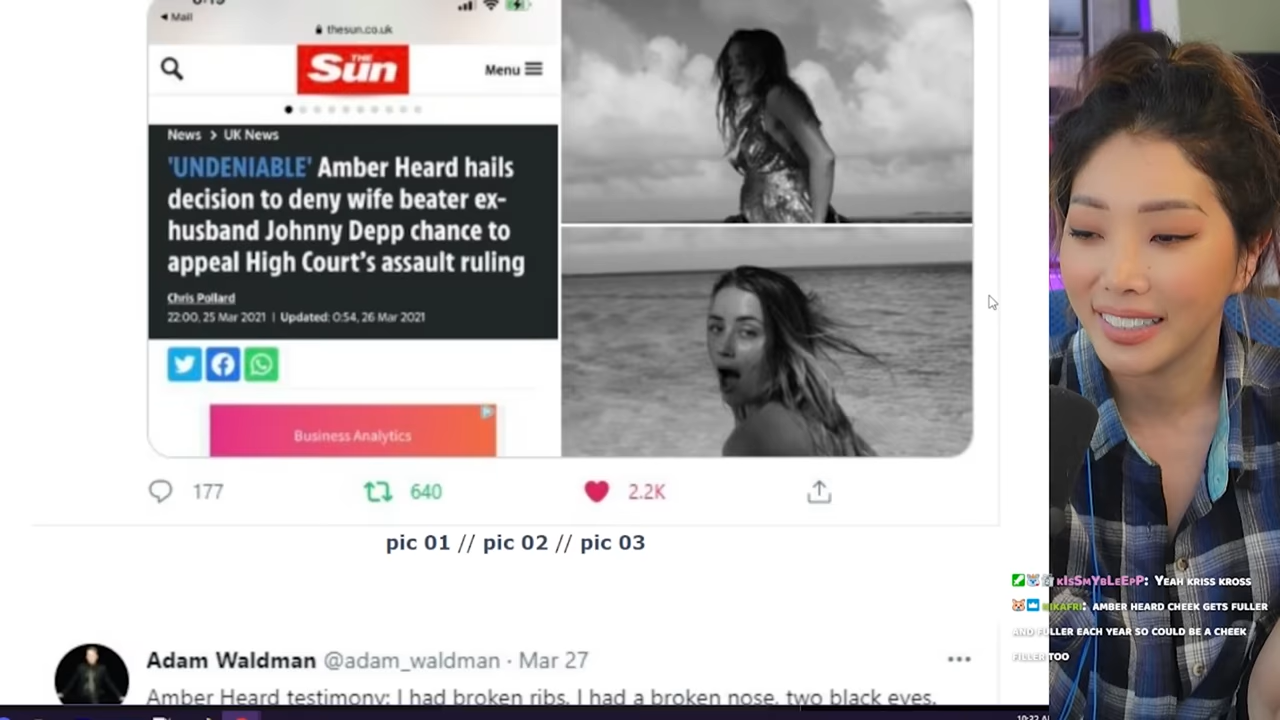 Mail
thesun.co.uk
THE
Sun
Menu
News > UK News
'UNDENIABLE' Amber Heard hails
decision to deny wife beater ex-
husband Johnny Depp chance to
appeal High Court's assault ruling
Chris Pollard
22:00, 25 Mar 2021 | Updated: 0:54, 26 Mar 2021
Business Analytics
177
640
2.2K
pic 01 // pic 02 // pic 03
Adam Waldman @adam_waldman · Mar 27
Amber Heard testimony: I had broken ribs, I had a broken nose, two black eyes,
kIsSmYbLeEpP: Yeah kriss kross
amber heard cheek gets fuller
and fuller each year so could be a cheek
filler too